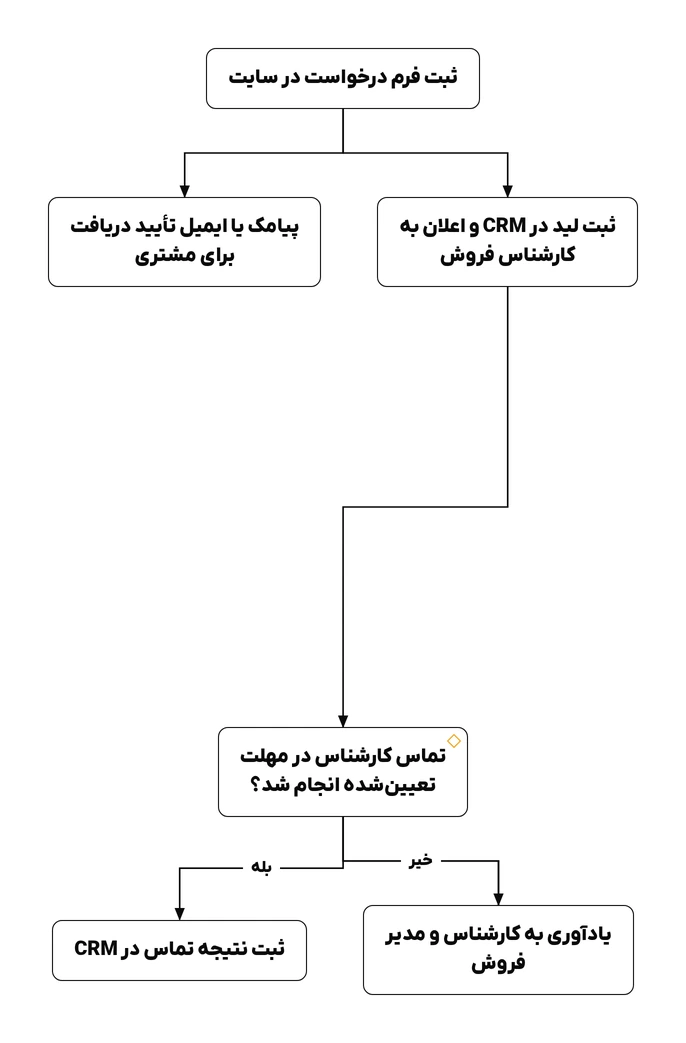 ثبت فرم درخواست در سایت
ثبت لید در CRM و اعلان به
کارشناس فروش
پیامک یا ایمیل تأیید دریافت
برای مشتری
تماس کارشناس در مهلت
تعیین‌شده انجام شد؟
خیر
بله
یادآوری به کارشناس و مدیر
فروش
ثبت نتیجه تماس در CRM